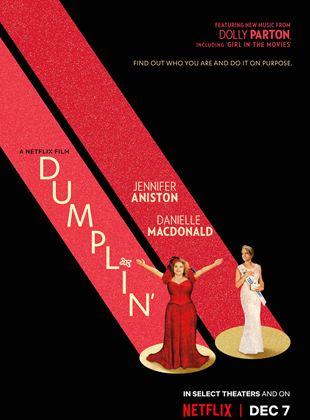 FEATURING NEW MUSIC FROM
DOLLY PARTON,
INCLUDING 'GIRL IN THE MOVIES'
FIND OUT WHO YOU ARE AND DO IT ON PURPOSE.
A NETFLIX FILM
DUMPLIN'
JENNIFER
ANISTON
DANIELLE
MACDONALD
IN SELECT THEATERS AND ON
NETFLIX | DEC 7